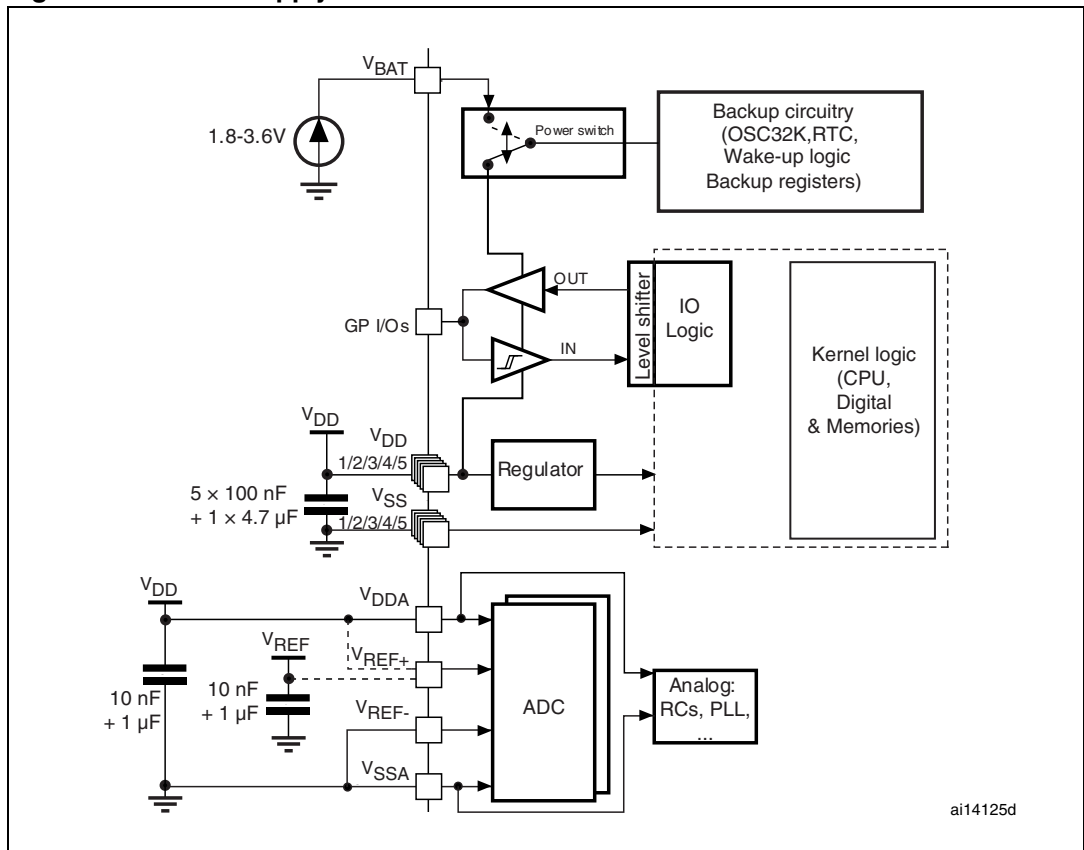 V_BAT
1.8-3.6V
Power switch
Backup circuitry
(OSC32K,RTC,
Wake-up logic
Backup registers)
GP I/Os
OUT
IN
Level shifter
IO
Logic
Kernel logic
(CPU,
Digital
& Memories)
V_DD
V_DD
1/2/3/4/5
Regulator
5 × 100 nF
+ 1 × 4.7 µF
V_SS
1/2/3/4/5
V_DD
V_DDA
V_REF
V_REF+
10 nF
+ 1 µF
10 nF
+ 1 µF
V_REF-
V_SSA
ADC
Analog:
RCs, PLL,
...
ai14125d